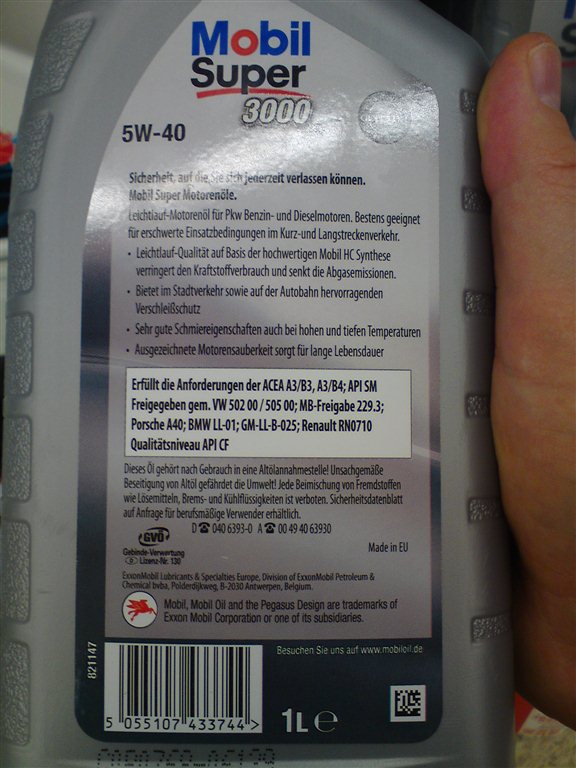 Mobil
Super
3000
5W-40
Sicherheit, auf die Sie sich jederzeit verlassen können.
Mobil Super Motorenöle.
Leichtlauf-Motorenöl für Pkw Benzin- und Dieselmotoren. Bestens geeignet
für erschwerte Einsatzbedingungen im Kurz- und Langstreckenverkehr.
• Leichtlauf-Qualität auf Basis der hochwertigen Mobil HC Synthese
verringert den Kraftstoffverbrauch und senkt die Abgasemissionen.
• Bietet im Stadtverkehr sowie auf der Autobahn hervorragenden
Verschleißschutz
• Sehr gute Schmiereigenschaften auch bei hohen und tiefen Temperaturen
• Ausgezeichnete Motorensauberkeit sorgt für lange Lebensdauer
Erfüllt die Anforderungen der ACEA A3/B3, A3/B4; API SM
Freigegeben gem. VW 502 00 / 505 00; MB-Freigabe 229.3;
Porsche A40; BMW LL-01; GM-LL-B-025; Renault RN0710
Qualitätsniveau API CF
Dieses Öl gehört nach Gebrauch in eine Altölannahmestelle! Unsachgemäße
Beseitigung von Altöl gefährdet die Umwelt! Jede Beimischung von Fremdstoffen
wie Lösemitteln, Brems- und Kühlflüssigkeiten ist verboten. Sicherheitsdatenblatt
auf Anfrage für berufsmäßige Verwender erhältlich.
D ☎ 040 6393-0 A ☎ 00 49 40 63930
GVÖ
Gebinde-Verwertung
D Lizenz-Nr. 130
Made in EU
ExxonMobil Lubricants & Specialties Europe, Division of ExxonMobil Petroleum &
Chemical bvba, Polderdijkweg, B-2030 Antwerpen, Belgium.
Mobil, Mobil Oil and the Pegasus Design are trademarks of
Exxon Mobil Corporation or one of its subsidiaries.
821147
Besuchen Sie uns auf www.mobiloil.de
5 055107 433744 >
1L ℮